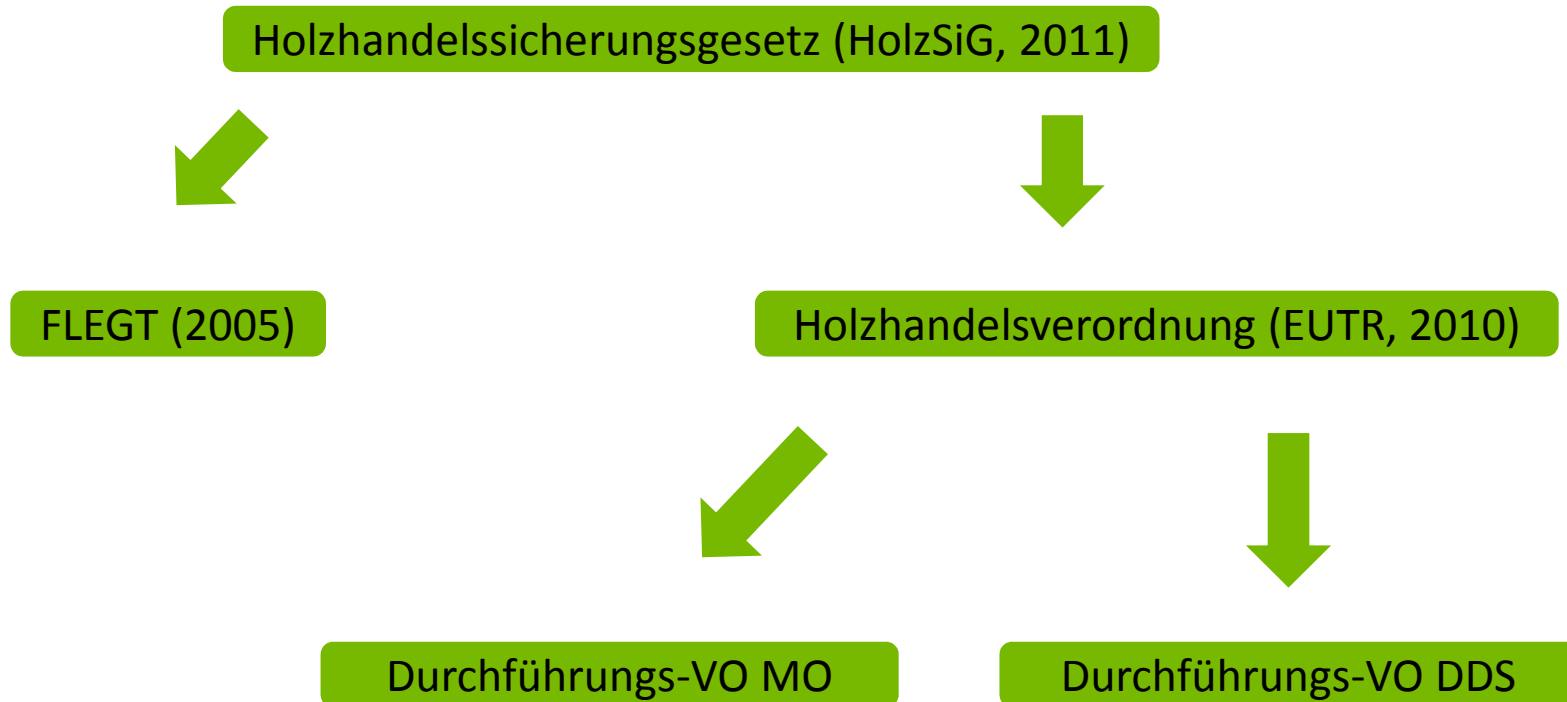 Holzhandelssicherungsgesetz (HolzSiG, 2011)
FLEGT (2005)
Holzhandelsverordnung (EUTR, 2010)
Durchführungs-VO MO
Durchführungs-VO DDS